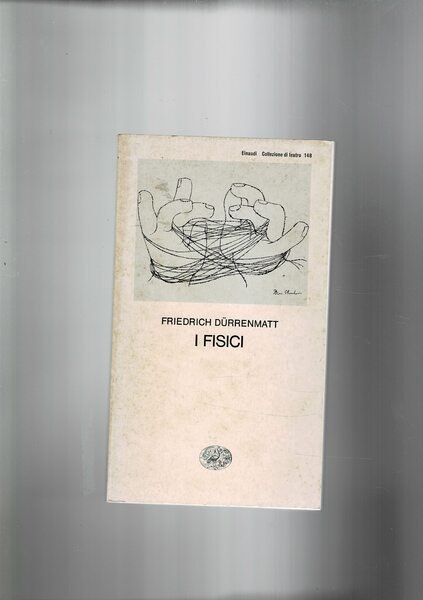 Einaudi Collezione di teatro 148
FRIEDRICH DÜRRENMATT
I FISICI